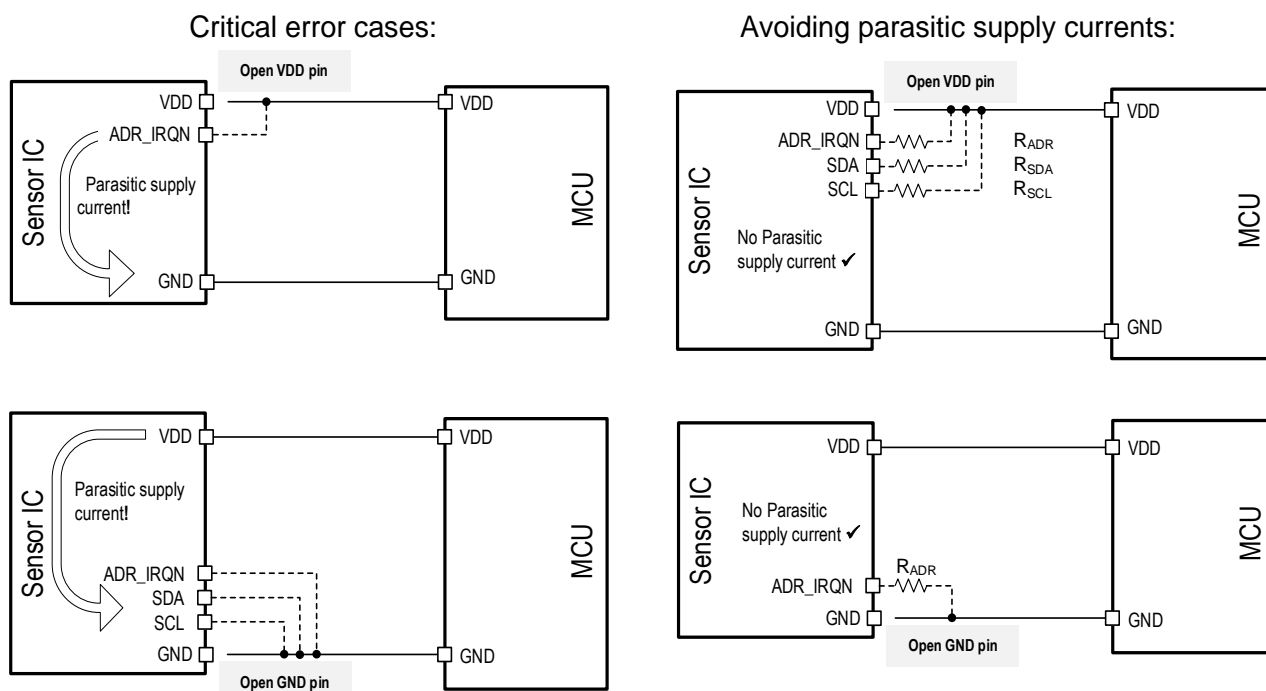 Critical error cases:
Open VDD pin
VDD
ADR_IRQN
Parasitic supply
current!
GND
Sensor IC
VDD
GND
MCU
VDD
Parasitic supply
current!
ADR_IRQN
SDA
SCL
GND
Open GND pin
Sensor IC
VDD
GND
MCU
Avoiding parasitic supply currents:
Open VDD pin
VDD
ADR_IRQN
SDA
SCL
RADR
RSDA
RSCL
No Parasitic
supply current ✓
GND
Sensor IC
VDD
GND
MCU
VDD
No Parasitic
supply current ✓
RADR
ADR_IRQN
GND
Open GND pin
Sensor IC
VDD
GND
MCU